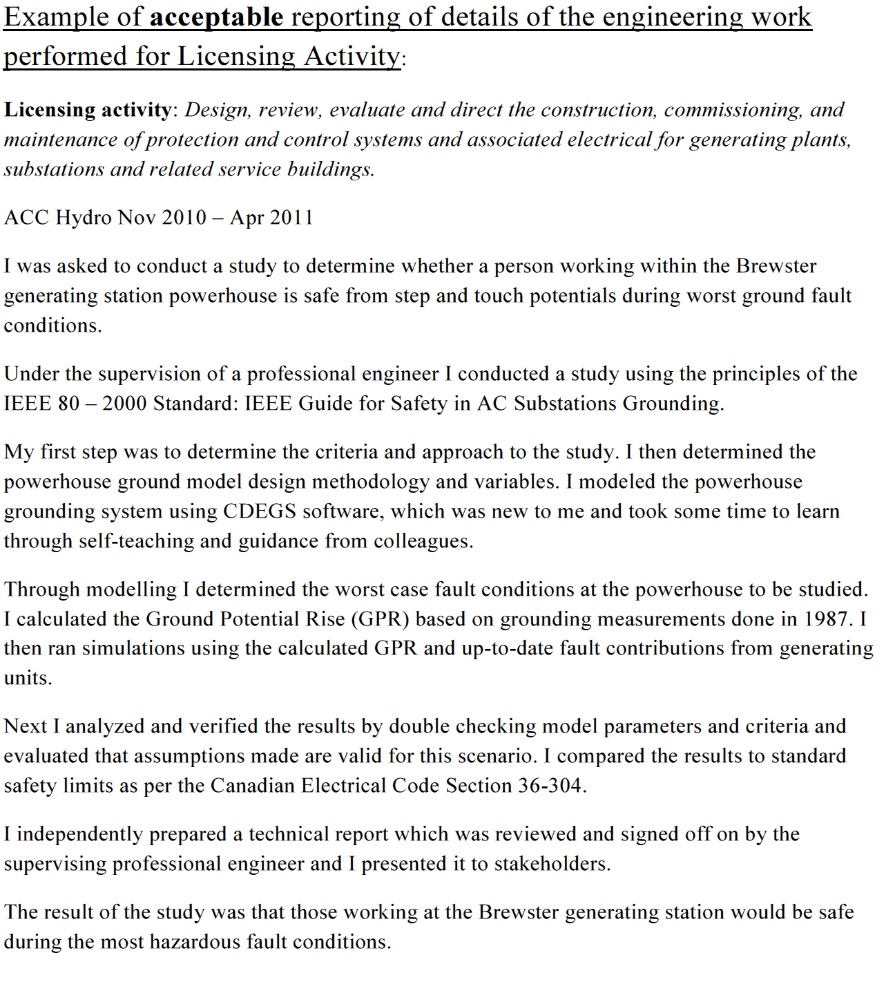 Example of acceptable reporting of details of the engineering work
performed for Licensing Activity:
Licensing activity: Design, review, evaluate and direct the construction, commissioning, and
maintenance of protection and control systems and associated electrical for generating plants,
substations and related service buildings.
ACC Hydro Nov 2010 – Apr 2011
I was asked to conduct a study to determine whether a person working within the Brewster
generating station powerhouse is safe from step and touch potentials during worst ground fault
conditions.
Under the supervision of a professional engineer I conducted a study using the principles of the
IEEE 80 – 2000 Standard: IEEE Guide for Safety in AC Substations Grounding.
My first step was to determine the criteria and approach to the study. I then determined the
powerhouse ground model design methodology and variables. I modeled the powerhouse
grounding system using CDEGS software, which was new to me and took some time to learn
through self-teaching and guidance from colleagues.
Through modelling I determined the worst case fault conditions at the powerhouse to be studied.
I calculated the Ground Potential Rise (GPR) based on grounding measurements done in 1987. I
then ran simulations using the calculated GPR and up-to-date fault contributions from generating
units.
Next I analyzed and verified the results by double checking model parameters and criteria and
evaluated that assumptions made are valid for this scenario. I compared the results to standard
safety limits as per the Canadian Electrical Code Section 36-304.
I independently prepared a technical report which was reviewed and signed off on by the
supervising professional engineer and I presented it to stakeholders.
The result of the study was that those working at the Brewster generating station would be safe
during the most hazardous fault conditions.